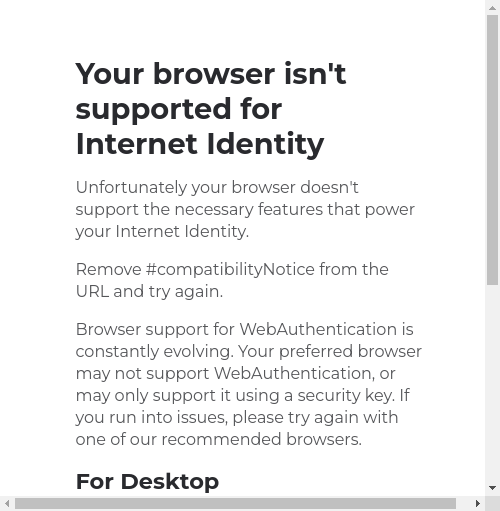 Your browser isn't
supported for
Internet Identity
Unfortunately your browser doesn't
support the necessary features that power
your Internet Identity.
Remove #compatibilityNotice from the
URL and try again.
Browser support for WebAuthentication is
constantly evolving. Your preferred browser
may not support WebAuthentication, or
may only support it using a security key. If
you run into issues, please try again with
one of our recommended browsers.
For Desktop